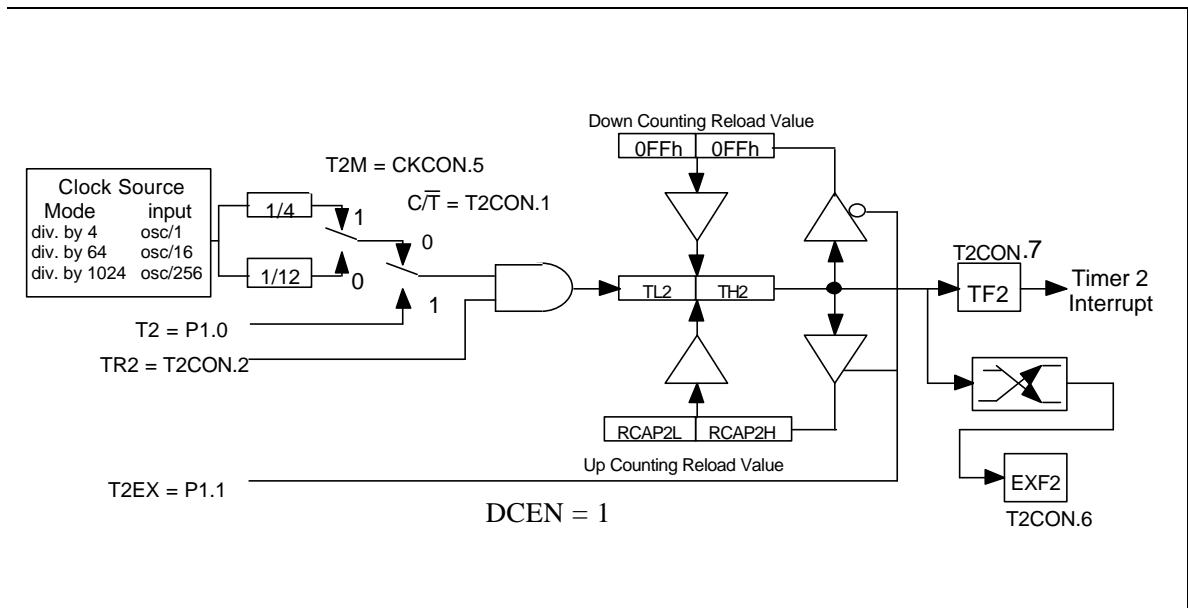 Down Counting Reload Value
0FFh 0FFh
T2M = CKCON.5
C/T̅ = T2CON.1
Clock Source
Mode input
div. by 4 osc/1
div. by 64 osc/16
div. by 1024 osc/256
1/4
1/12
1
0
0
1
T2 = P1.0
TR2 = T2CON.2
TL2 TH2
T2CON.7
TF2
Timer 2
Interrupt
RCAP2L RCAP2H
Up Counting Reload Value
T2EX = P1.1
DCEN = 1
EXF2
T2CON.6